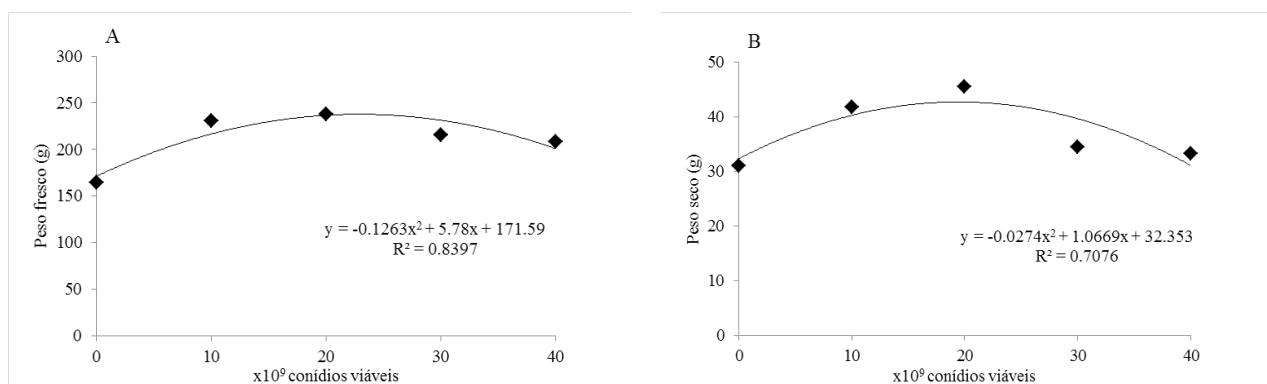 A
300
250
200
150
100
50
0
Peso fresco (g)
y = -0.1263x² + 5.78x + 171.59
R² = 0.8397
0 10 20 30 40
x10⁹ conídios viáveis
B
50
40
30
20
10
0
Peso seco (g)
y = -0.0274x² + 1.0669x + 32.353
R² = 0.7076
0 10 20 30 40
x10⁹ conídios viáveis